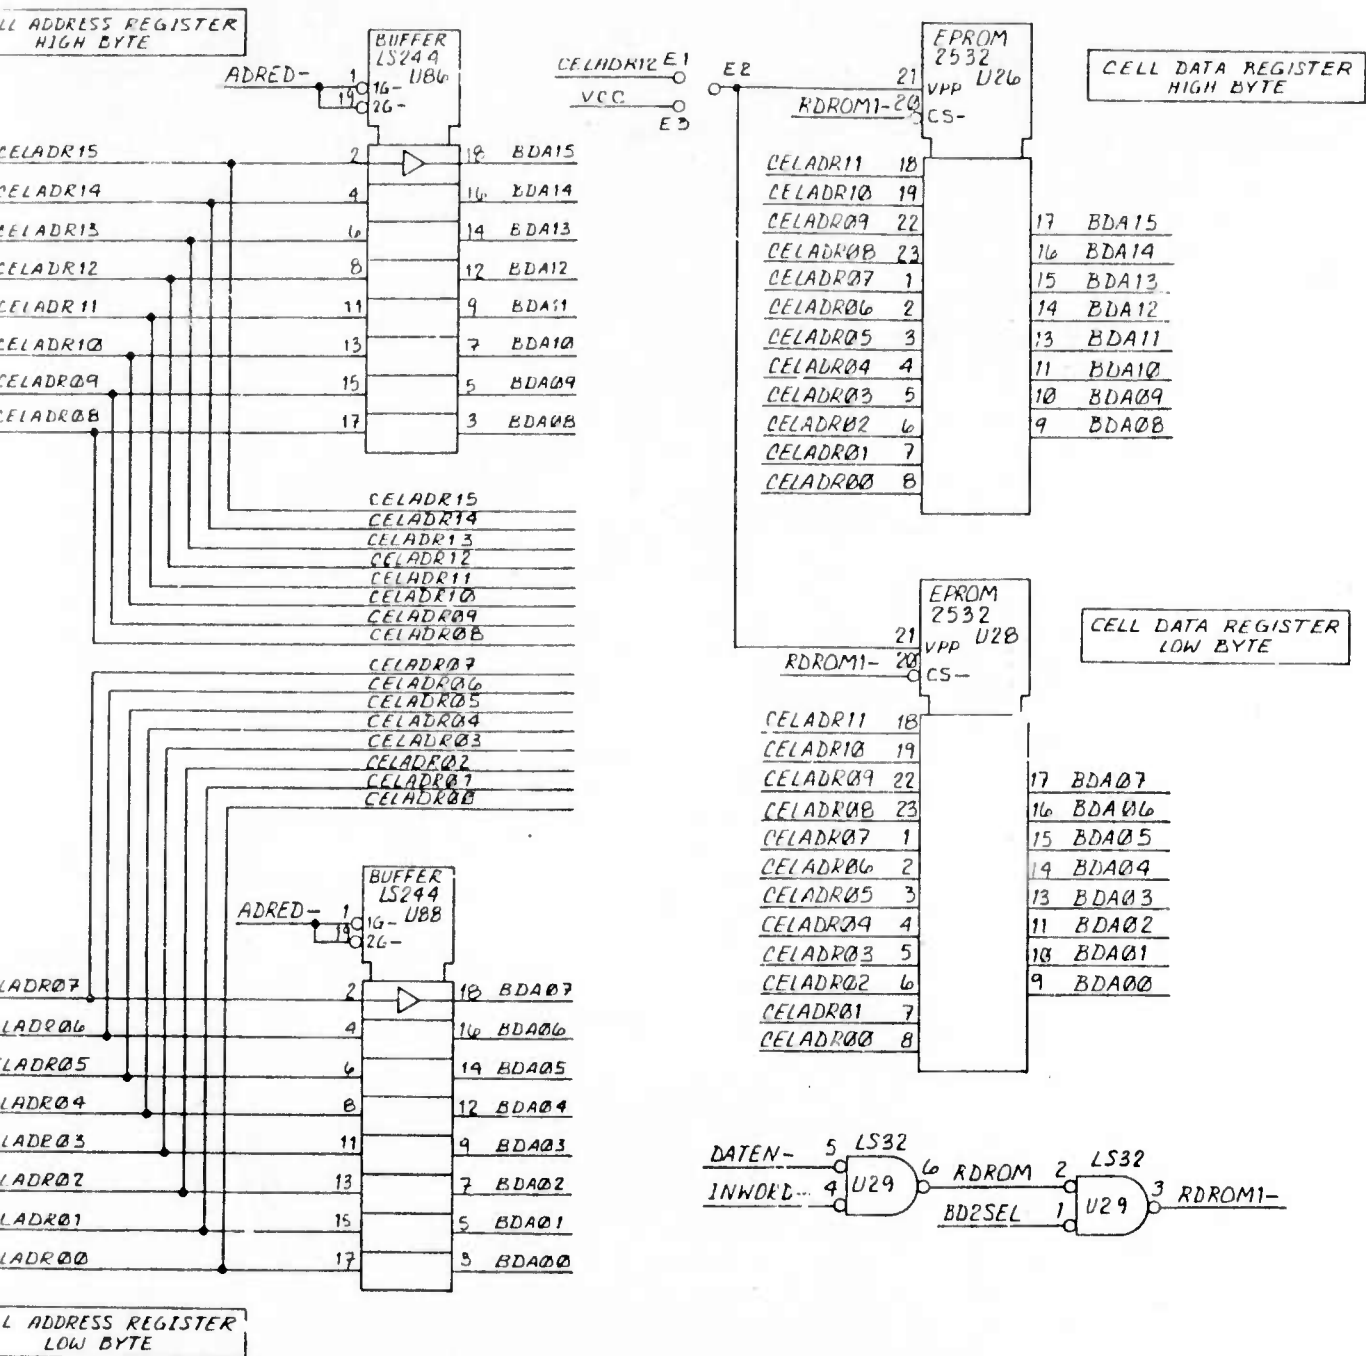 LL ADDRESS REGISTER
HIGH BYTE
BUFFER
LS244
U86
ADRED- 1
19
1G-
2G-
CELADR15 2 18 BDA15
CELADR14 4 16 BDA14
CELADR13 6 14 BDA13
CELADR12 8 12 BDA12
CELADR11 11 9 BDA11
CELADR10 13 7 BDA10
CELADR09 15 5 BDA09
CELADR08 17 3 BDA08
CELADR15
CELADR14
CELADR13
CELADR12
CELADR11
CELADR10
CELADR09
CELADR08
CELADR07
CELADR06
CELADR05
CELADR04
CELADR03
CELADR02
CELADR01
CELADR00
BUFFER
LS244
U88
ADRED- 1
19
1G-
2G-
LADR07 2 18 BDA07
LADR06 4 16 BDA06
LADR05 6 14 BDA05
LADR04 8 12 BDA04
LADR03 11 9 BDA03
LADR02 13 7 BDA02
LADR01 15 5 BDA01
LADR00 17 3 BDA00
L ADDRESS REGISTER
LOW BYTE
CELADR12 E1
VCC
E3
E2
EPROM
2532
U26
21 VPP
RDROM1- 20 CS-
CELL DATA REGISTER
HIGH BYTE
CELADR11 18
CELADR10 19
CELADR09 22
CELADR08 23
CELADR07 1
CELADR06 2
CELADR05 3
CELADR04 4
CELADR03 5
CELADR02 6
CELADR01 7
CELADR00 8
17 BDA15
16 BDA14
15 BDA13
14 BDA12
13 BDA11
11 BDA10
10 BDA09
9 BDA08
EPROM
2532
U28
21 VPP
RDROM1- 20 CS-
CELL DATA REGISTER
LOW BYTE
CELADR11 18
CELADR10 19
CELADR09 22
CELADR08 23
CELADR07 1
CELADR06 2
CELADR05 3
CELADR04 4
CELADR03 5
CELADR02 6
CELADR01 7
CELADR00 8
17 BDA07
16 BDA06
15 BDA05
14 BDA04
13 BDA03
11 BDA02
10 BDA01
9 BDA00
DATEN- 5 LS32
INWORD- 4 U29 6 RDROM 2 LS32
BD2SEL 1 U29 3 RDROM1-